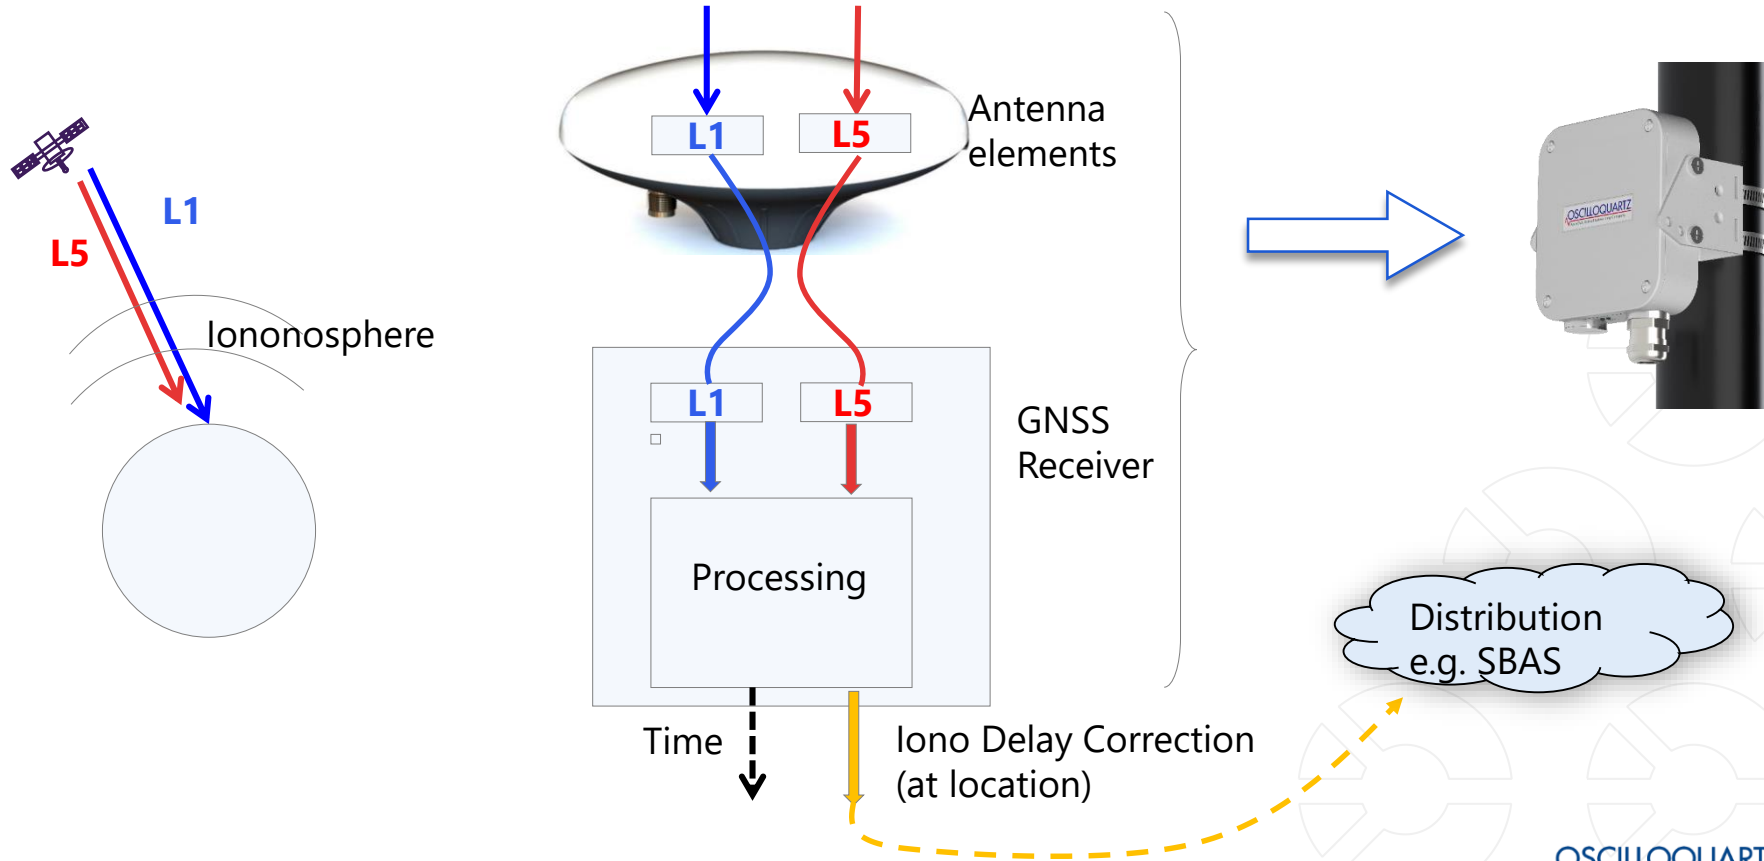 L1
L5
Iononosphere
L1
L5
Antenna
elements
L1
L5
GNSS
Receiver
Processing
Time
Iono Delay Correction
(at location)
OSCILLOQUARTZ
Distribution
e.g. SBAS
OSCILLOQUARTZ